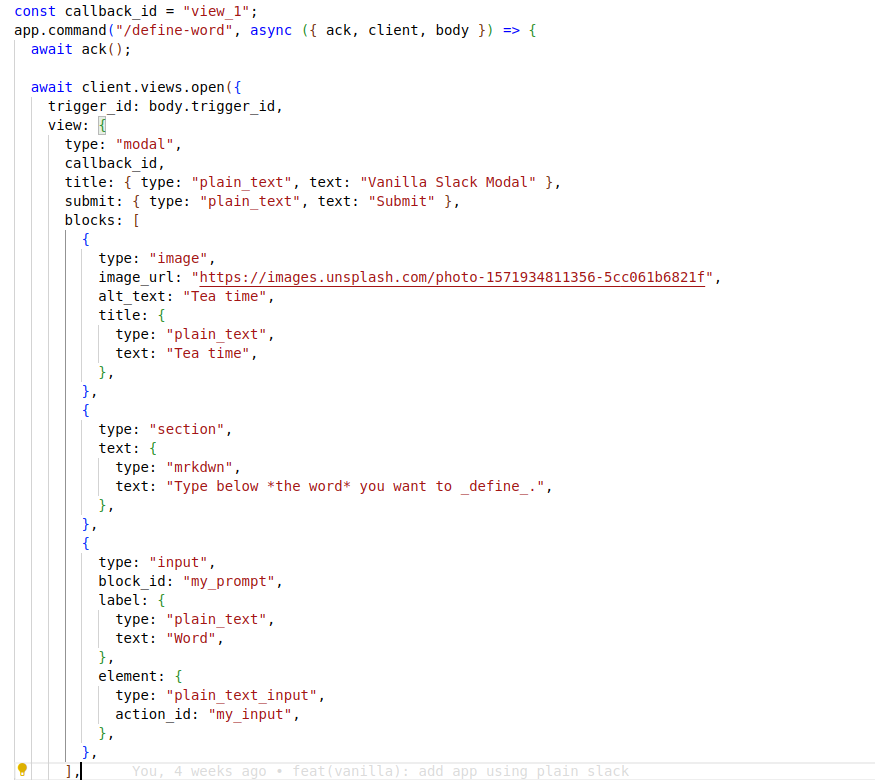 const callback_id = "view_1";
app.command("/define-word", async ({ ack, client, body }) => {
  await ack();

  await client.views.open({
    trigger_id: body.trigger_id,
    view: {
      type: "modal",
      callback_id,
      title: { type: "plain_text", text: "Vanilla Slack Modal" },
      submit: { type: "plain_text", text: "Submit" },
      blocks: [
        {
          type: "image",
          image_url: "https://images.unsplash.com/photo-1571934811356-5cc061b6821f",
          alt_text: "Tea time",
          title: {
            type: "plain_text",
            text: "Tea time",
          },
        },
        {
          type: "section",
          text: {
            type: "mrkdwn",
            text: "Type below *the word* you want to _define_.",
          },
        },
        {
          type: "input",
          block_id: "my_prompt",
          label: {
            type: "plain_text",
            text: "Word",
          },
          element: {
            type: "plain_text_input",
            action_id: "my_input",
          },
        },
      ], You, 4 weeks ago • feat(vanilla): add app using plain slack